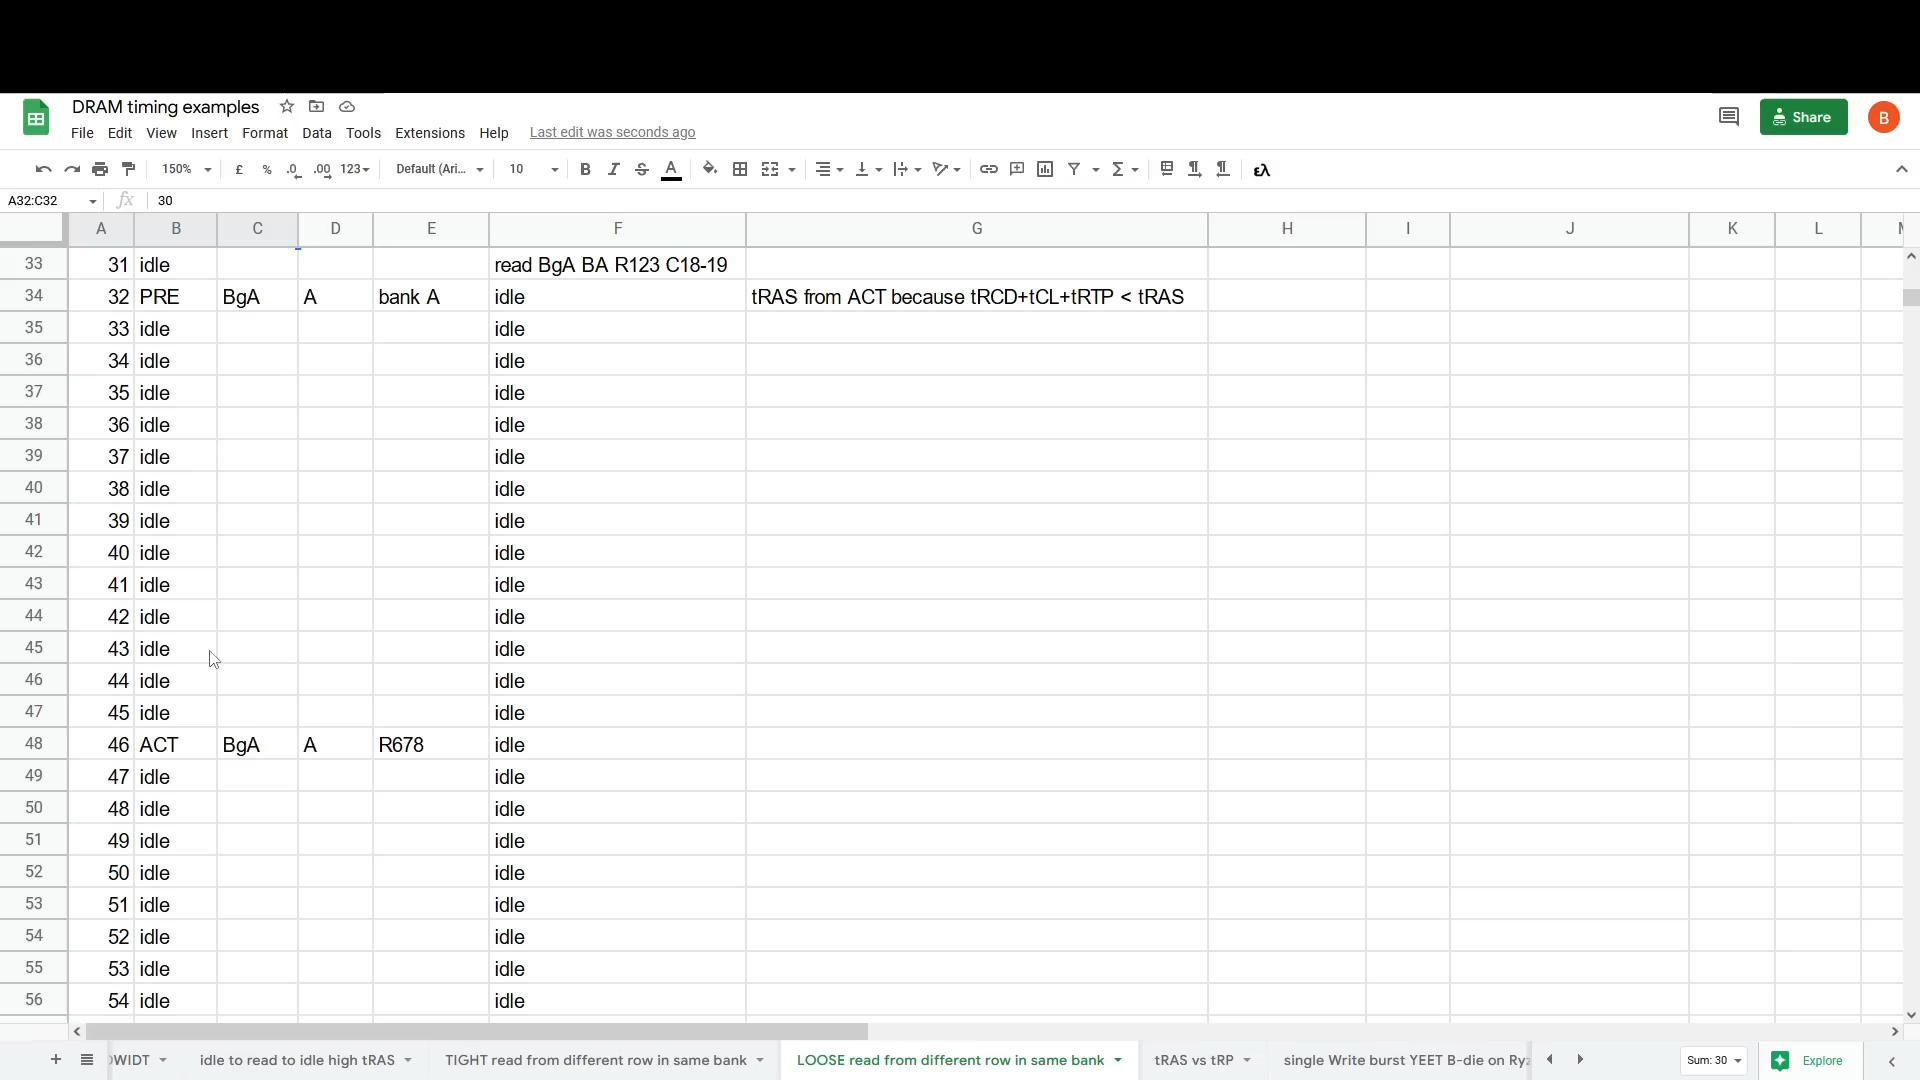 DRAM timing examples
File Edit View Insert Format Data Tools Extensions Help Last edit was seconds ago
Share B
150% £ % .0 .00 123 Default (Ari... 10 B I S A Σ ελ
A32:C32 fx 30
A B C D E F G H I J K L
33 31 idle read BgA BA R123 C18-19
34 32 PRE BgA A bank A idle tRAS from ACT because tRCD+tCL+tRTP < tRAS
35 33 idle idle
36 34 idle idle
37 35 idle idle
38 36 idle idle
39 37 idle idle
40 38 idle idle
41 39 idle idle
42 40 idle idle
43 41 idle idle
44 42 idle idle
45 43 idle idle
46 44 idle idle
47 45 idle idle
48 46 ACT BgA A R678 idle
49 47 idle idle
50 48 idle idle
51 49 idle idle
52 50 idle idle
53 51 idle idle
54 52 idle idle
55 53 idle idle
56 54 idle idle
+ idle to read to idle high tRAS TIGHT read from different row in same bank LOOSE read from different row in same bank tRAS vs tRP single Write burst YEET B-die on Sum: 30 Explore